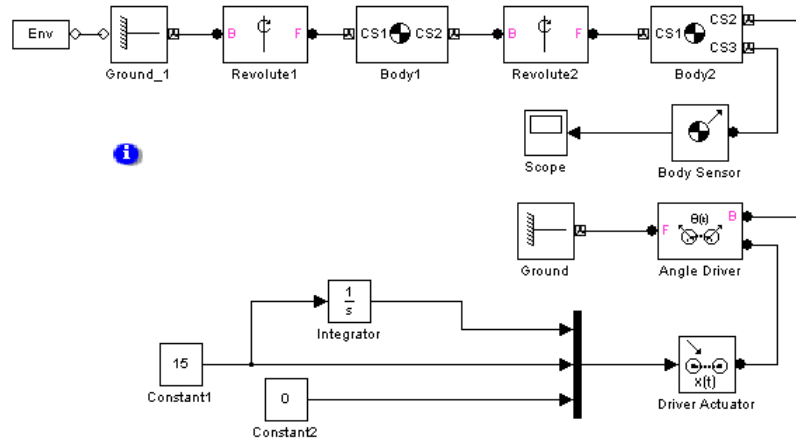 Env
Ground_1
B F
Revolute1
CS1 CS2
Body1
B F
Revolute2
CS1 CS2 CS3
Body2
i
Scope
Body Sensor
Ground
F θ(t) B
Angle Driver
1
s
Integrator
15
Constant1
0
Constant2
x(t)
Driver Actuator